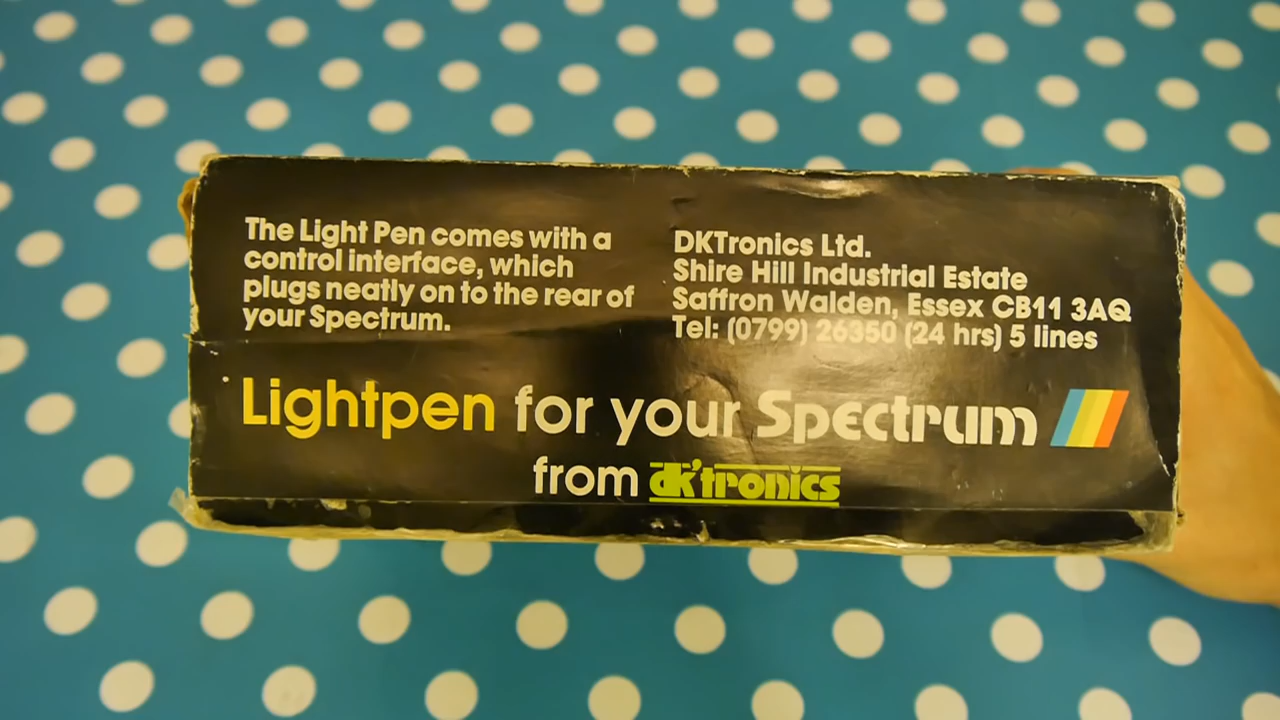 The Light Pen comes with a
control interface, which
plugs neatly on to the rear of
your Spectrum.
DKTronics Ltd.
Shire Hill Industrial Estate
Saffron Walden, Essex CB11 3AQ
Tel: (0799) 26350 (24 hrs) 5 lines
Lightpen for your Spectrum
from dk'tronics